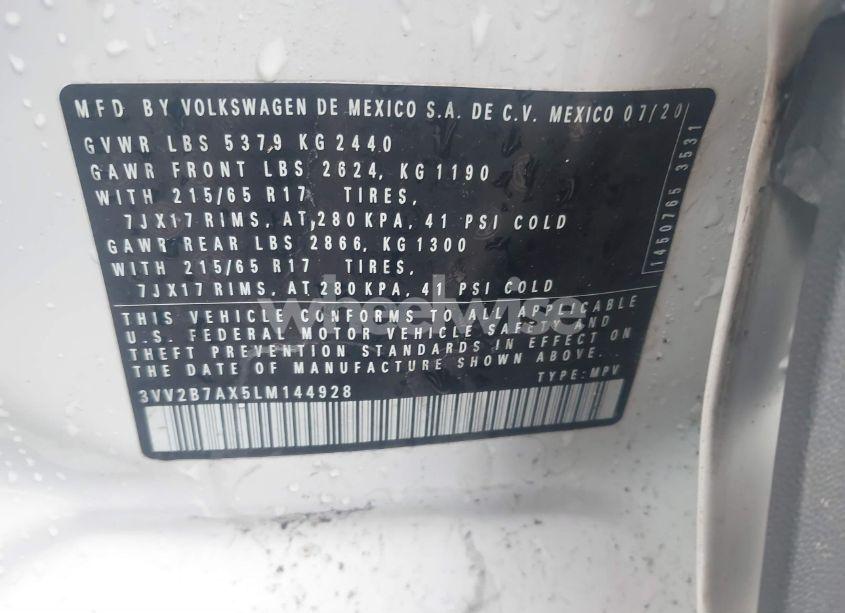 MFD BY VOLKSWAGEN DE MEXICO S.A. DE C.V. MEXICO 07/20
GVWR LBS 5379 KG 2440
GAWR FRONT LBS 2624, KG 1190
WITH 215/65 R17 TIRES,
7JX17 RIMS, AT 280 KPA, 41 PSI COLD
GAWR REAR LBS 2866, KG 1300
WITH 215/65 R17 TIRES,
7JX17 RIMS, AT 280 KPA, 41 PSI COLD
THIS VEHICLE CONFORMS TO ALL APPLICABLE
U.S. FEDERAL MOTOR VEHICLE SAFETY AND
THEFT PREVENTION STANDARDS IN EFFECT ON
THE DATE OF MANUFACTURE SHOWN ABOVE.
TYPE: MPV
3VV2B7AX5LM144928
1450765 3531
wheelwise